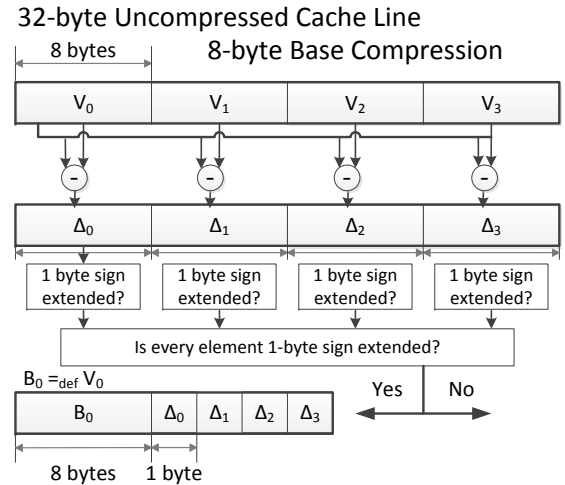 32-byte Uncompressed Cache Line
8 bytes
8-byte Base Compression
V₀ V₁ V₂ V₃
- - - -
Δ₀ Δ₁ Δ₂ Δ₃
1 byte sign extended?
1 byte sign extended?
1 byte sign extended?
1 byte sign extended?
Is every element 1-byte sign extended?
B₀ =def V₀
Yes No
B₀ Δ₀ Δ₁ Δ₂ Δ₃
8 bytes 1 byte